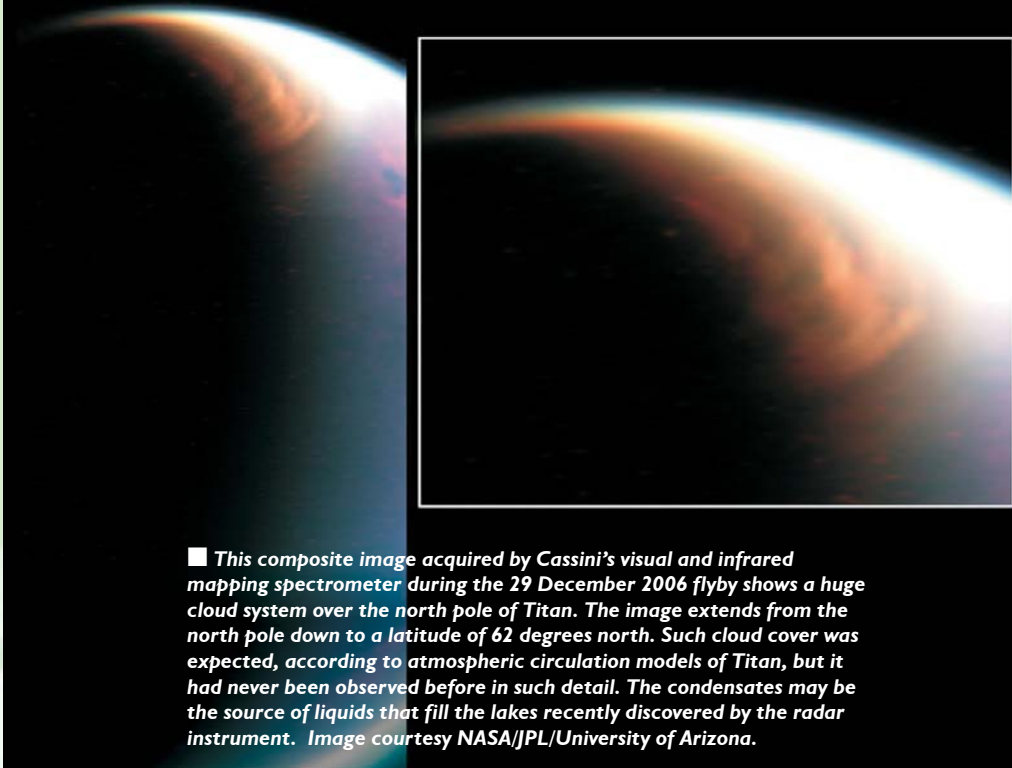 This composite image acquired by Cassini's visual and infrared
mapping spectrometer during the 29 December 2006 flyby shows a huge
cloud system over the north pole of Titan. The image extends from the
north pole down to a latitude of 62 degrees north. Such cloud cover was
expected, according to atmospheric circulation models of Titan, but it
had never been observed before in such detail. The condensates may be
the source of liquids that fill the lakes recently discovered by the radar
instrument.  Image courtesy NASA/JPL/University of Arizona.